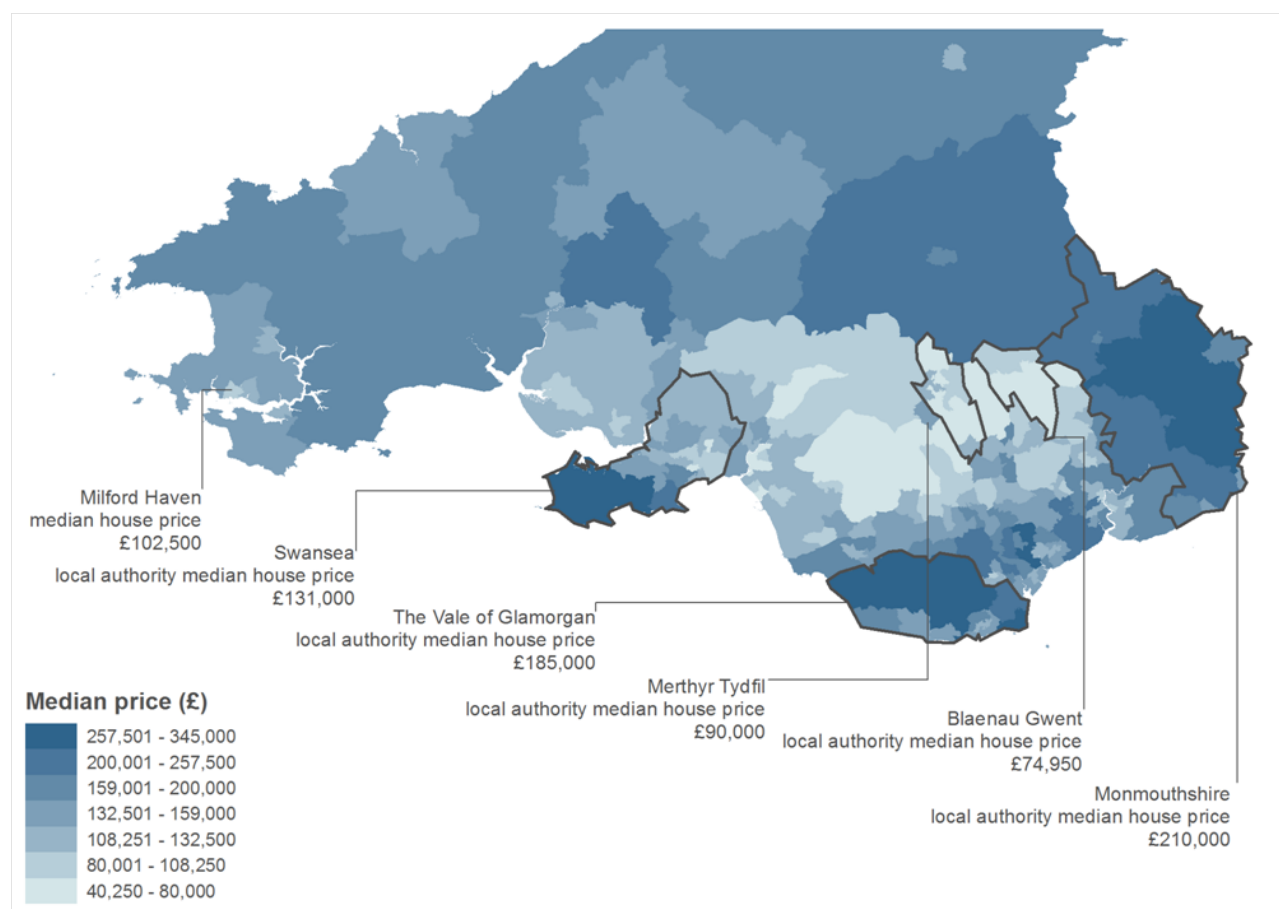 Milford Haven
median house price
£102,500
Swansea
local authority median house price
£131,000
The Vale of Glamorgan
local authority median house price
£185,000
Merthyr Tydfil
local authority median house price
£90,000
Blaenau Gwent
local authority median house price
£74,950
Monmouthshire
local authority median house price
£210,000
Median price (£)
257,501 - 345,000
200,001 - 257,500
159,001 - 200,000
132,501 - 159,000
108,251 - 132,500
80,001 - 108,250
40,250 - 80,000